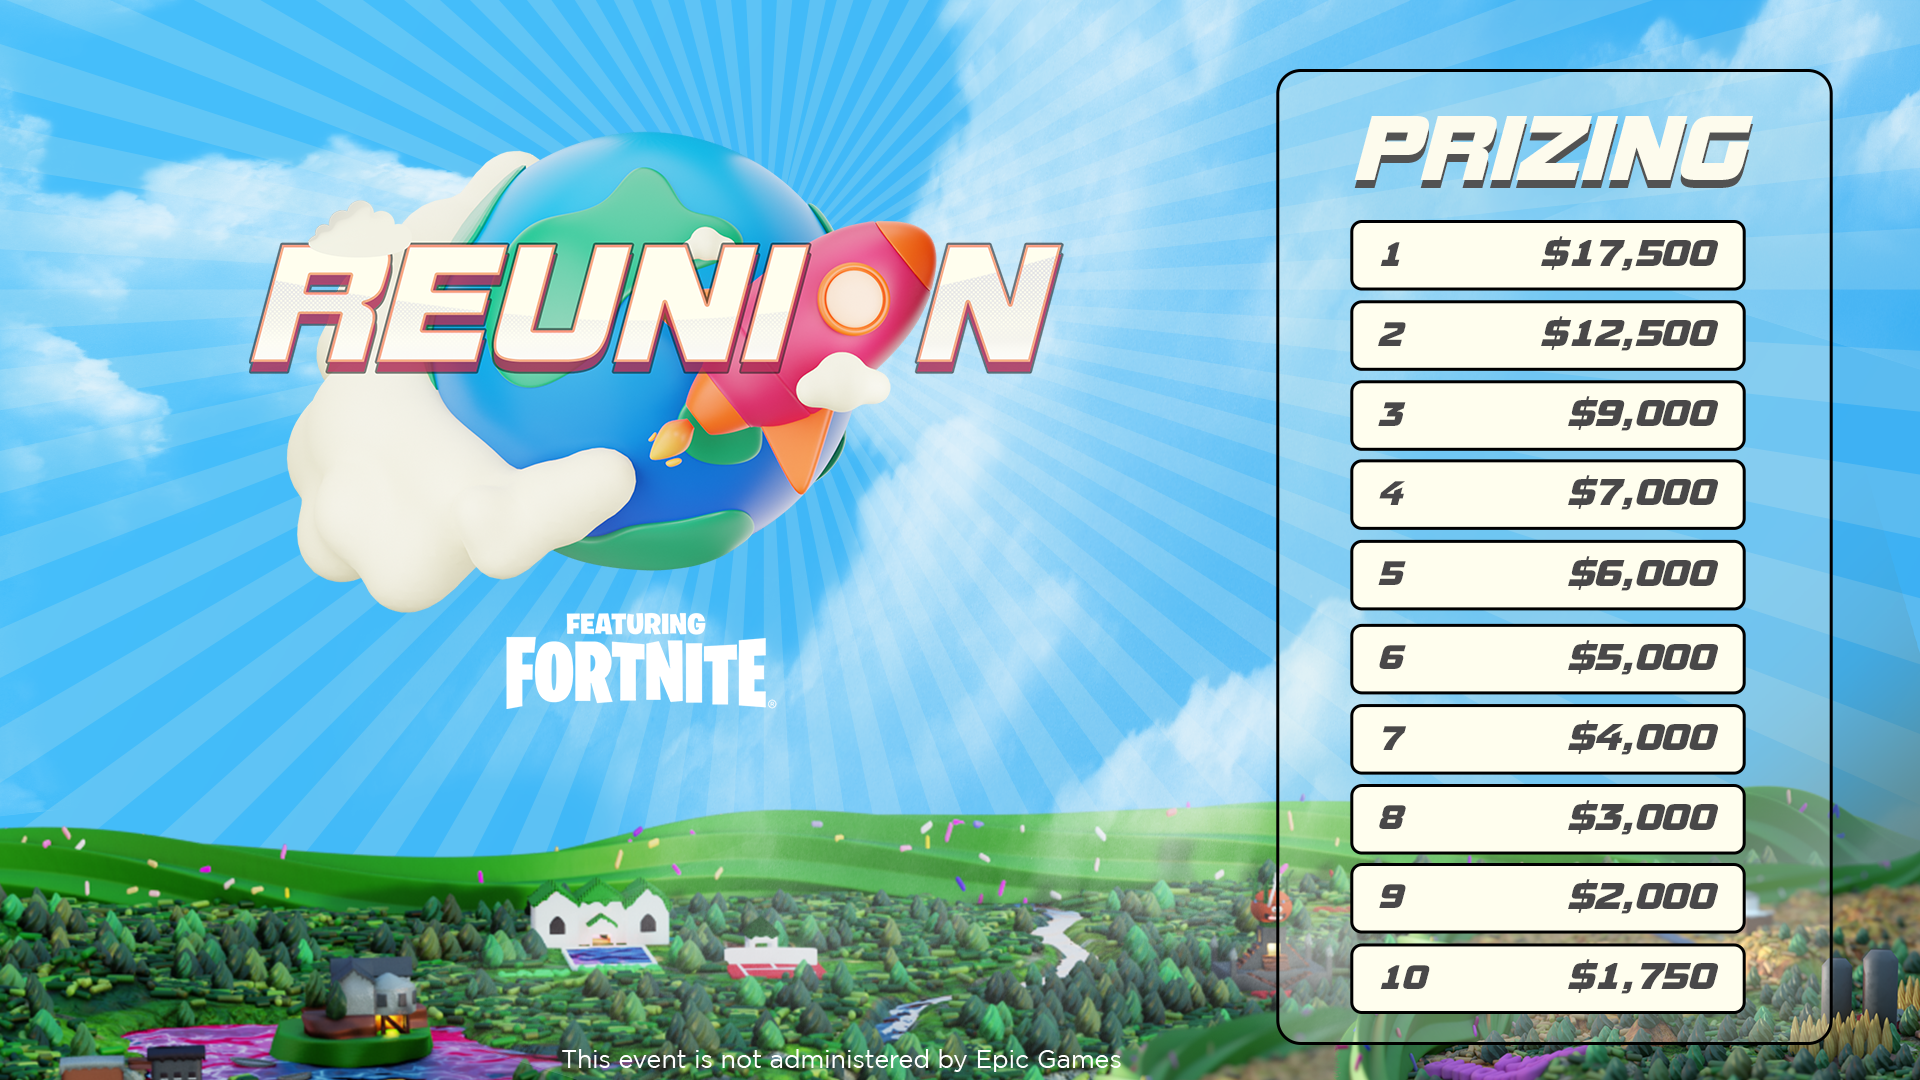 REUNION
FEATURING
FORTNITE®
PRIZING
1 $17,500
2 $12,500
3 $9,000
4 $7,000
5 $6,000
6 $5,000
7 $4,000
8 $3,000
9 $2,000
10 $1,750
This event is not administered by Epic Games